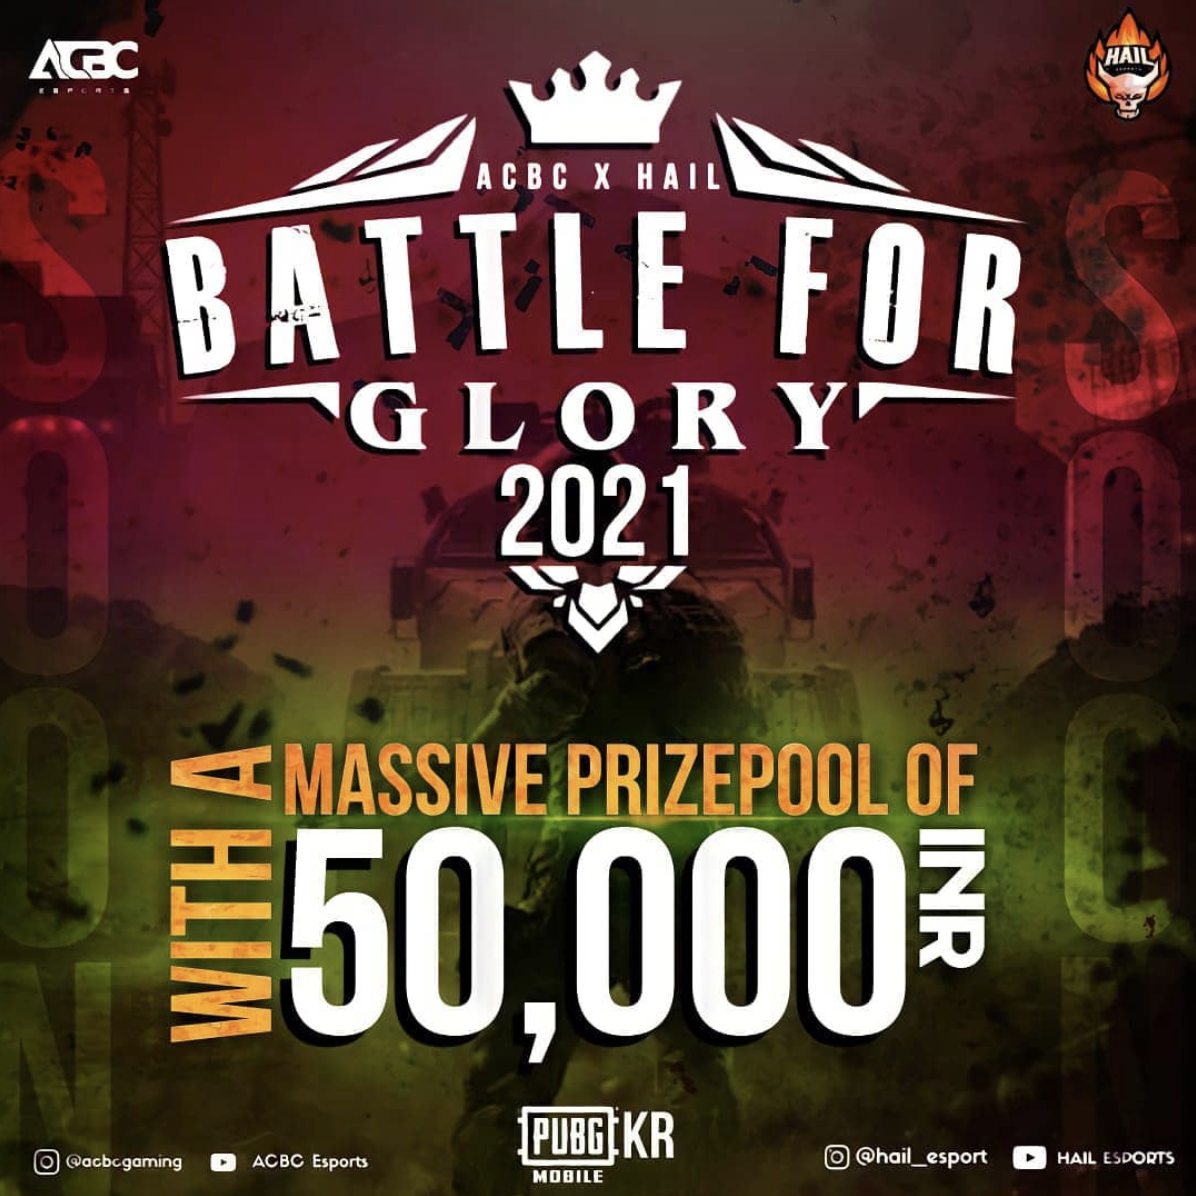 ACBC
ESPORTS
HAIL
ACBC X HAIL
BATTLE FOR
GLORY
2021
SOON
SOON
WITH A
MASSIVE PRIZEPOOL OF
50,000
INR
PUBG KR
MOBILE
@acbcgaming
ACBC Esports
@hail_esport
HAIL ESPORTS